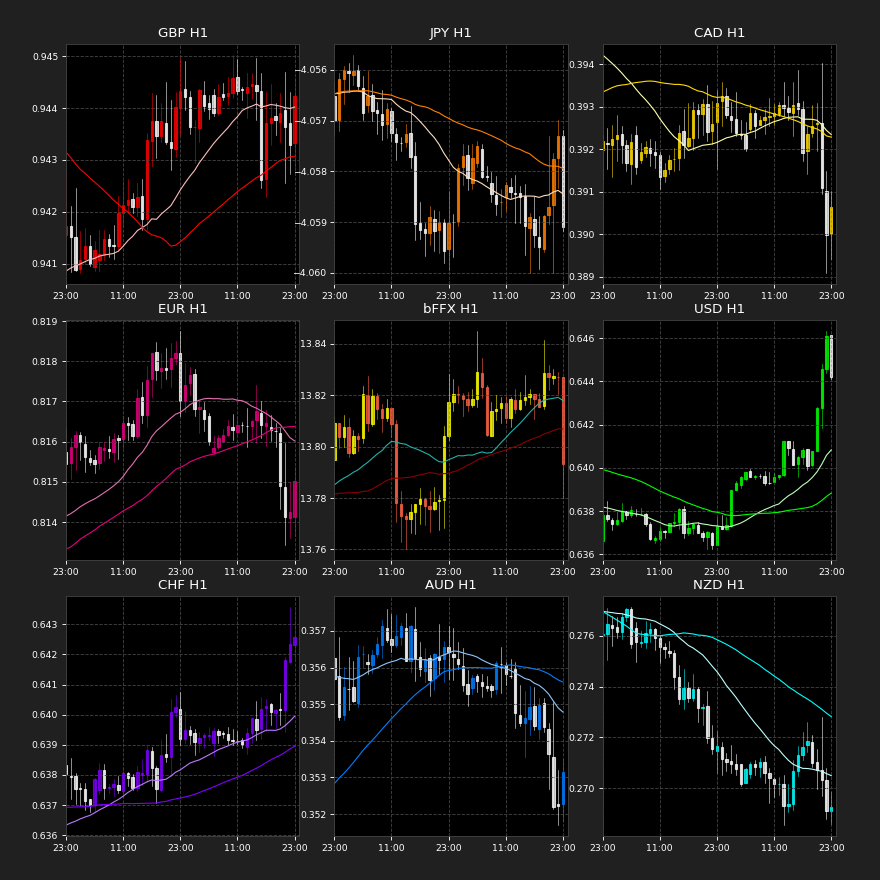 GBP H1
0.945
0.944
0.943
0.942
0.941
23:00 11:00 23:00 11:00 23:00
JPY H1
−4.056
−4.057
−4.058
−4.059
−4.060
23:00 11:00 23:00 11:00 23:00
CAD H1
0.394
0.393
0.392
0.391
0.390
0.389
23:00 11:00 23:00 11:00 23:00
EUR H1
0.819
0.818
0.817
0.816
0.815
0.814
23:00 11:00 23:00 11:00 23:00
bFFX H1
13.84
13.82
13.80
13.78
13.76
23:00 11:00 23:00 11:00 23:00
USD H1
0.646
0.644
0.642
0.640
0.638
0.636
23:00 11:00 23:00 11:00 23:00
CHF H1
0.643
0.642
0.641
0.640
0.639
0.638
0.637
0.636
23:00 11:00 23:00 11:00 23:00
AUD H1
0.357
0.356
0.355
0.354
0.353
0.352
23:00 11:00 23:00 11:00 23:00
NZD H1
0.276
0.274
0.272
0.270
23:00 11:00 23:00 11:00 23:00